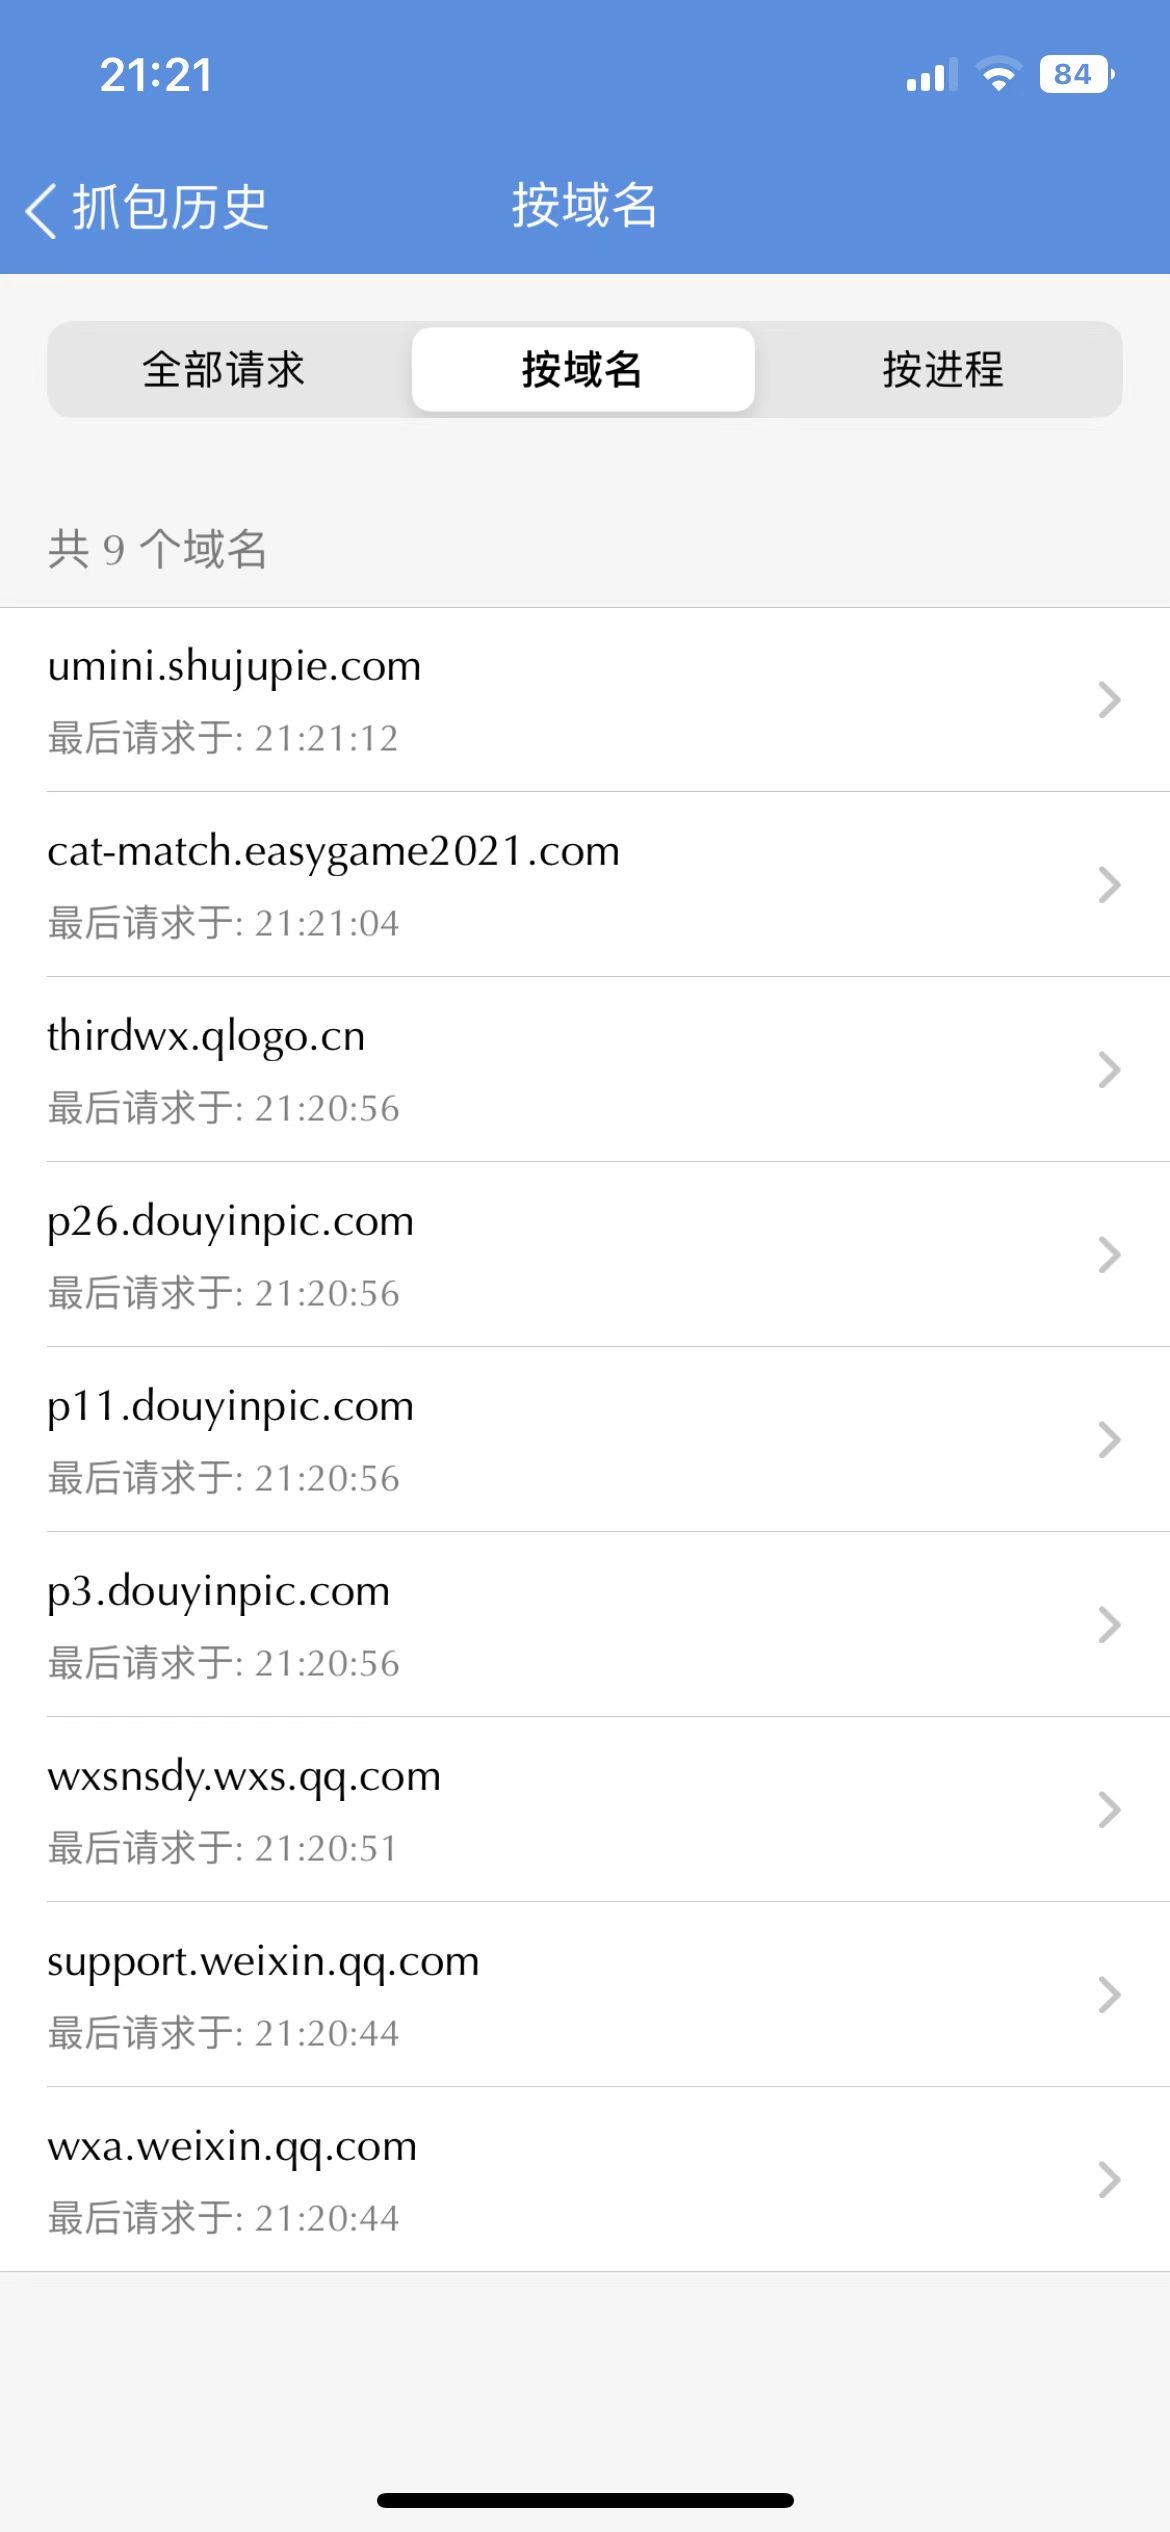 21:21
84
抓包历史
按域名
全部请求
按域名
按进程
共 9 个域名
umini.shujupie.com
最后请求于: 21:21:12
cat-match.easygame2021.com
最后请求于: 21:21:04
thirdwx.qlogo.cn
最后请求于: 21:20:56
p26.douyinpic.com
最后请求于: 21:20:56
p11.douyinpic.com
最后请求于: 21:20:56
p3.douyinpic.com
最后请求于: 21:20:56
wxsnsdy.wxs.qq.com
最后请求于: 21:20:51
support.weixin.qq.com
最后请求于: 21:20:44
wxa.weixin.qq.com
最后请求于: 21:20:44